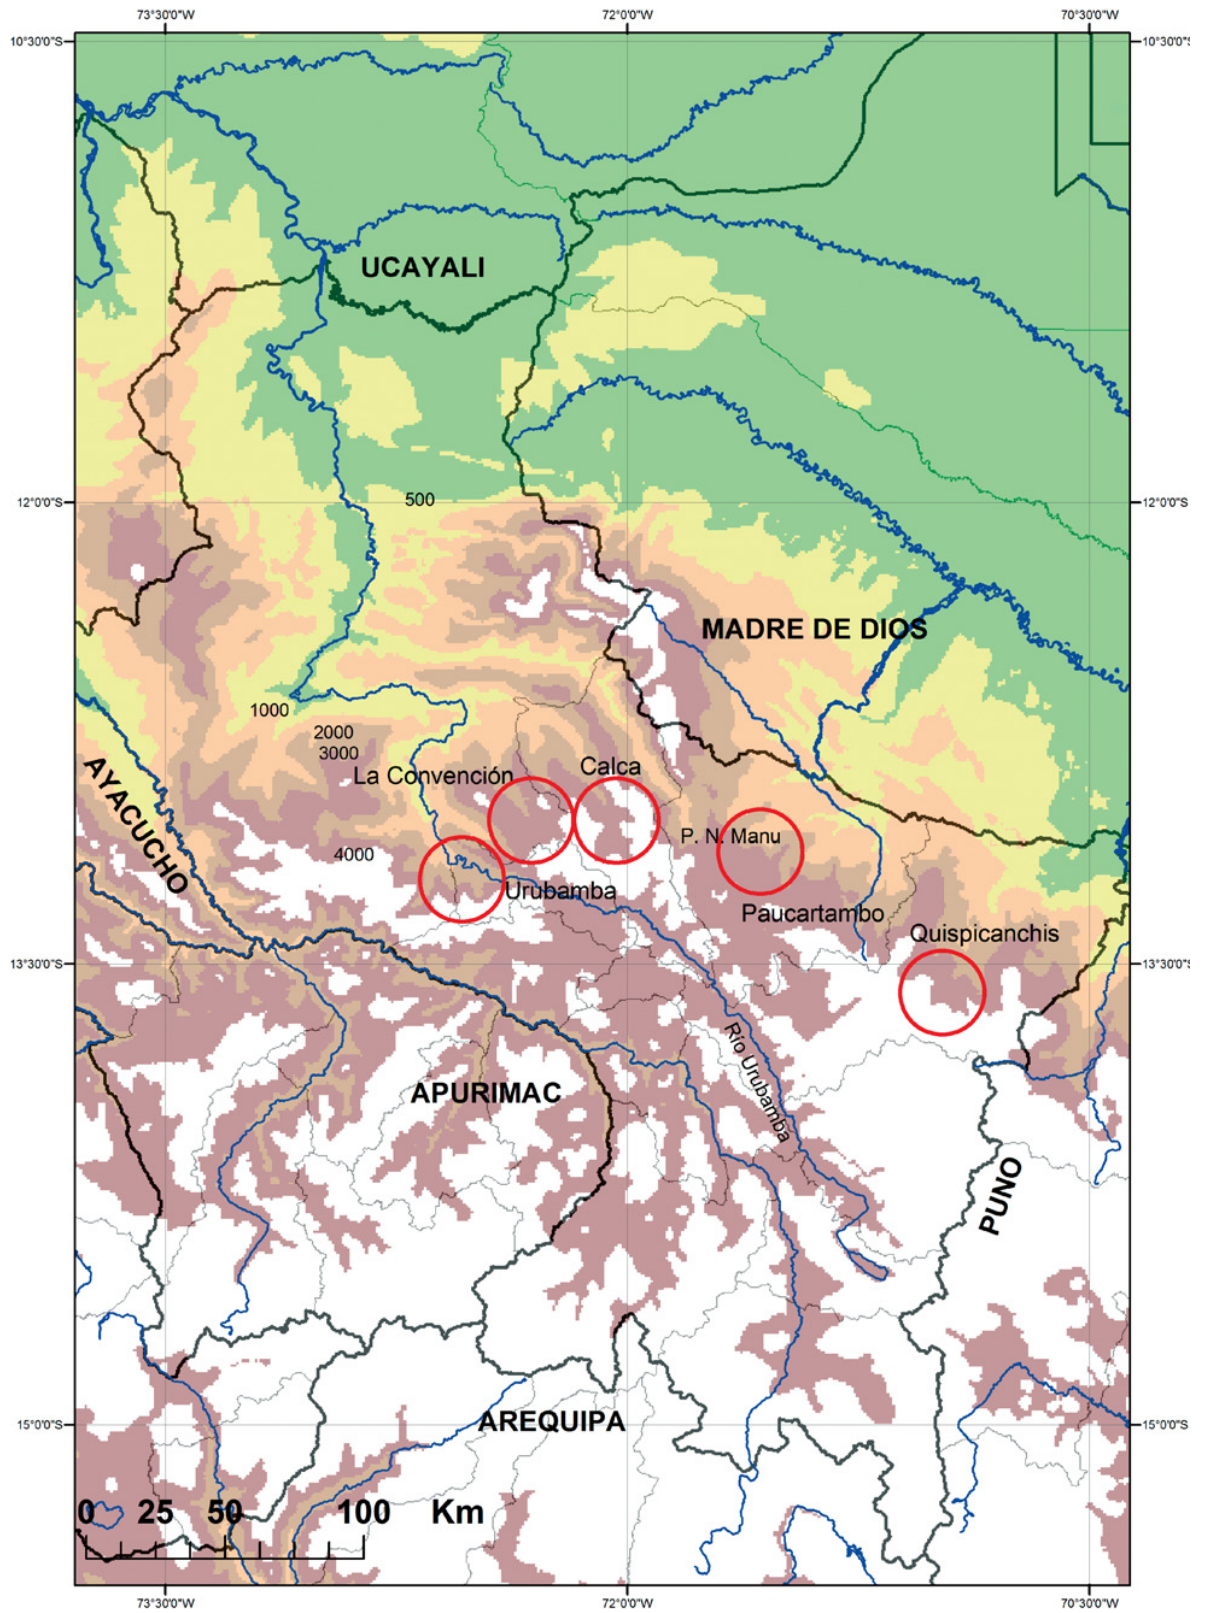 73°30'0"W 72°0'0"W 70°30'0"W
10°30'0"S 10°30'0"S
UCAYALI
500
12°0'0"S 12°0'0"S
MADRE DE DIOS
1000
2000
3000
La Convención
Calca
AYACUCHO
P. N. Manu
4000
Urubamba
Paucartambo
Quispicanchis
13°30'0"S 13°30'0"S
Rio Urubamba
APURIMAC
PUNO
AREQUIPA
15°0'0"S 15°0'0"S
0 25 50 100 Km
73°30'0"W 72°0'0"W 70°30'0"W